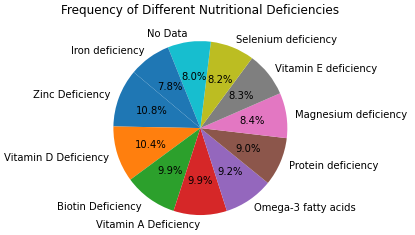 Frequency of Different Nutritional Deficiencies
No Data
Selenium deficiency
Iron deficiency
Vitamin E deficiency
8.0%
8.2%
7.8%
8.3%
Zinc Deficiency
10.8%
8.4%
Magnesium deficiency
Vitamin D Deficiency
10.4%
9.0%
Protein deficiency
9.9%
9.9%
9.2%
Biotin Deficiency
Omega-3 fatty acids
Vitamin A Deficiency